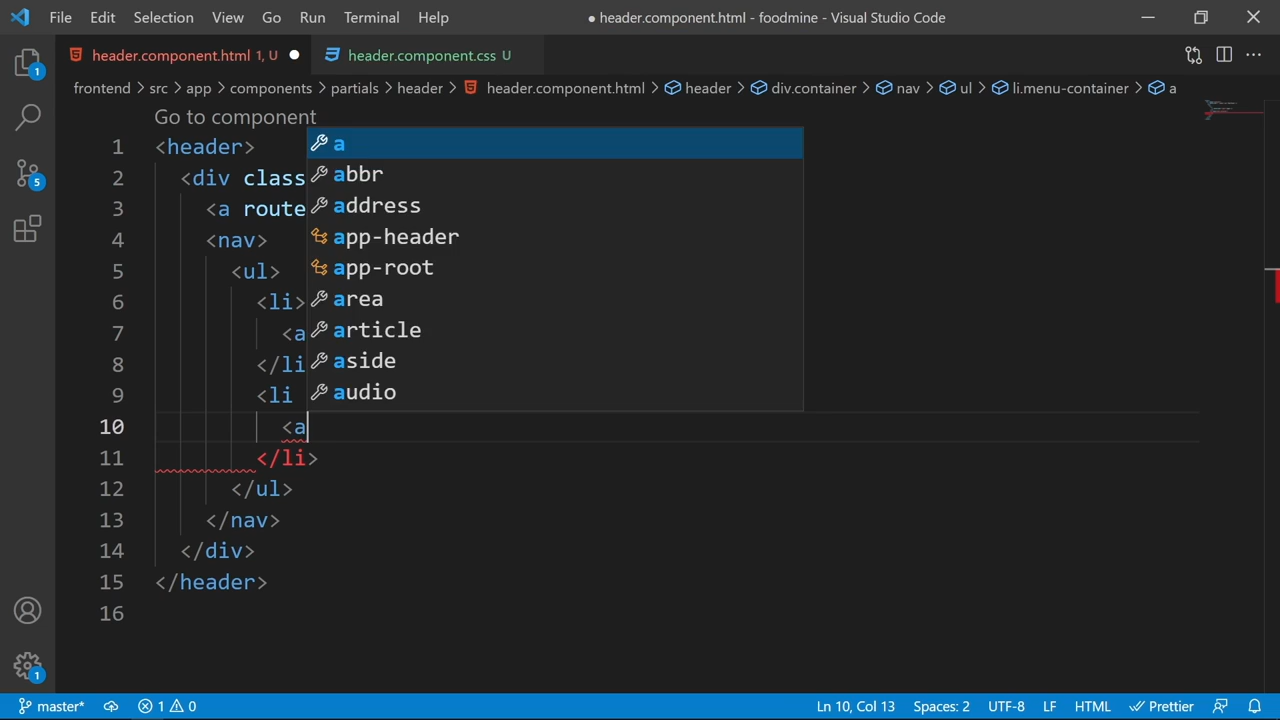 File Edit Selection View Go Run Terminal Help ● header.component.html - foodmine - Visual Studio Code
header.component.html 1, U ● header.component.css U
frontend > src > app > components > partials > header > header.component.html > header > div.container > nav > ul > li.menu-container > a
Go to component
1 <header>
2 <div class
3 <a route
4 <nav>
5 <ul>
6 <li>
7 <a
8 </li
9 <li
10 <a
11 </li>
12 </ul>
13 </nav>
14 </div>
15 </header>
16
a
abbr
address
app-header
app-root
area
article
aside
audio
1
5
1
master* 1 0 Ln 10, Col 13 Spaces: 2 UTF-8 LF HTML Prettier